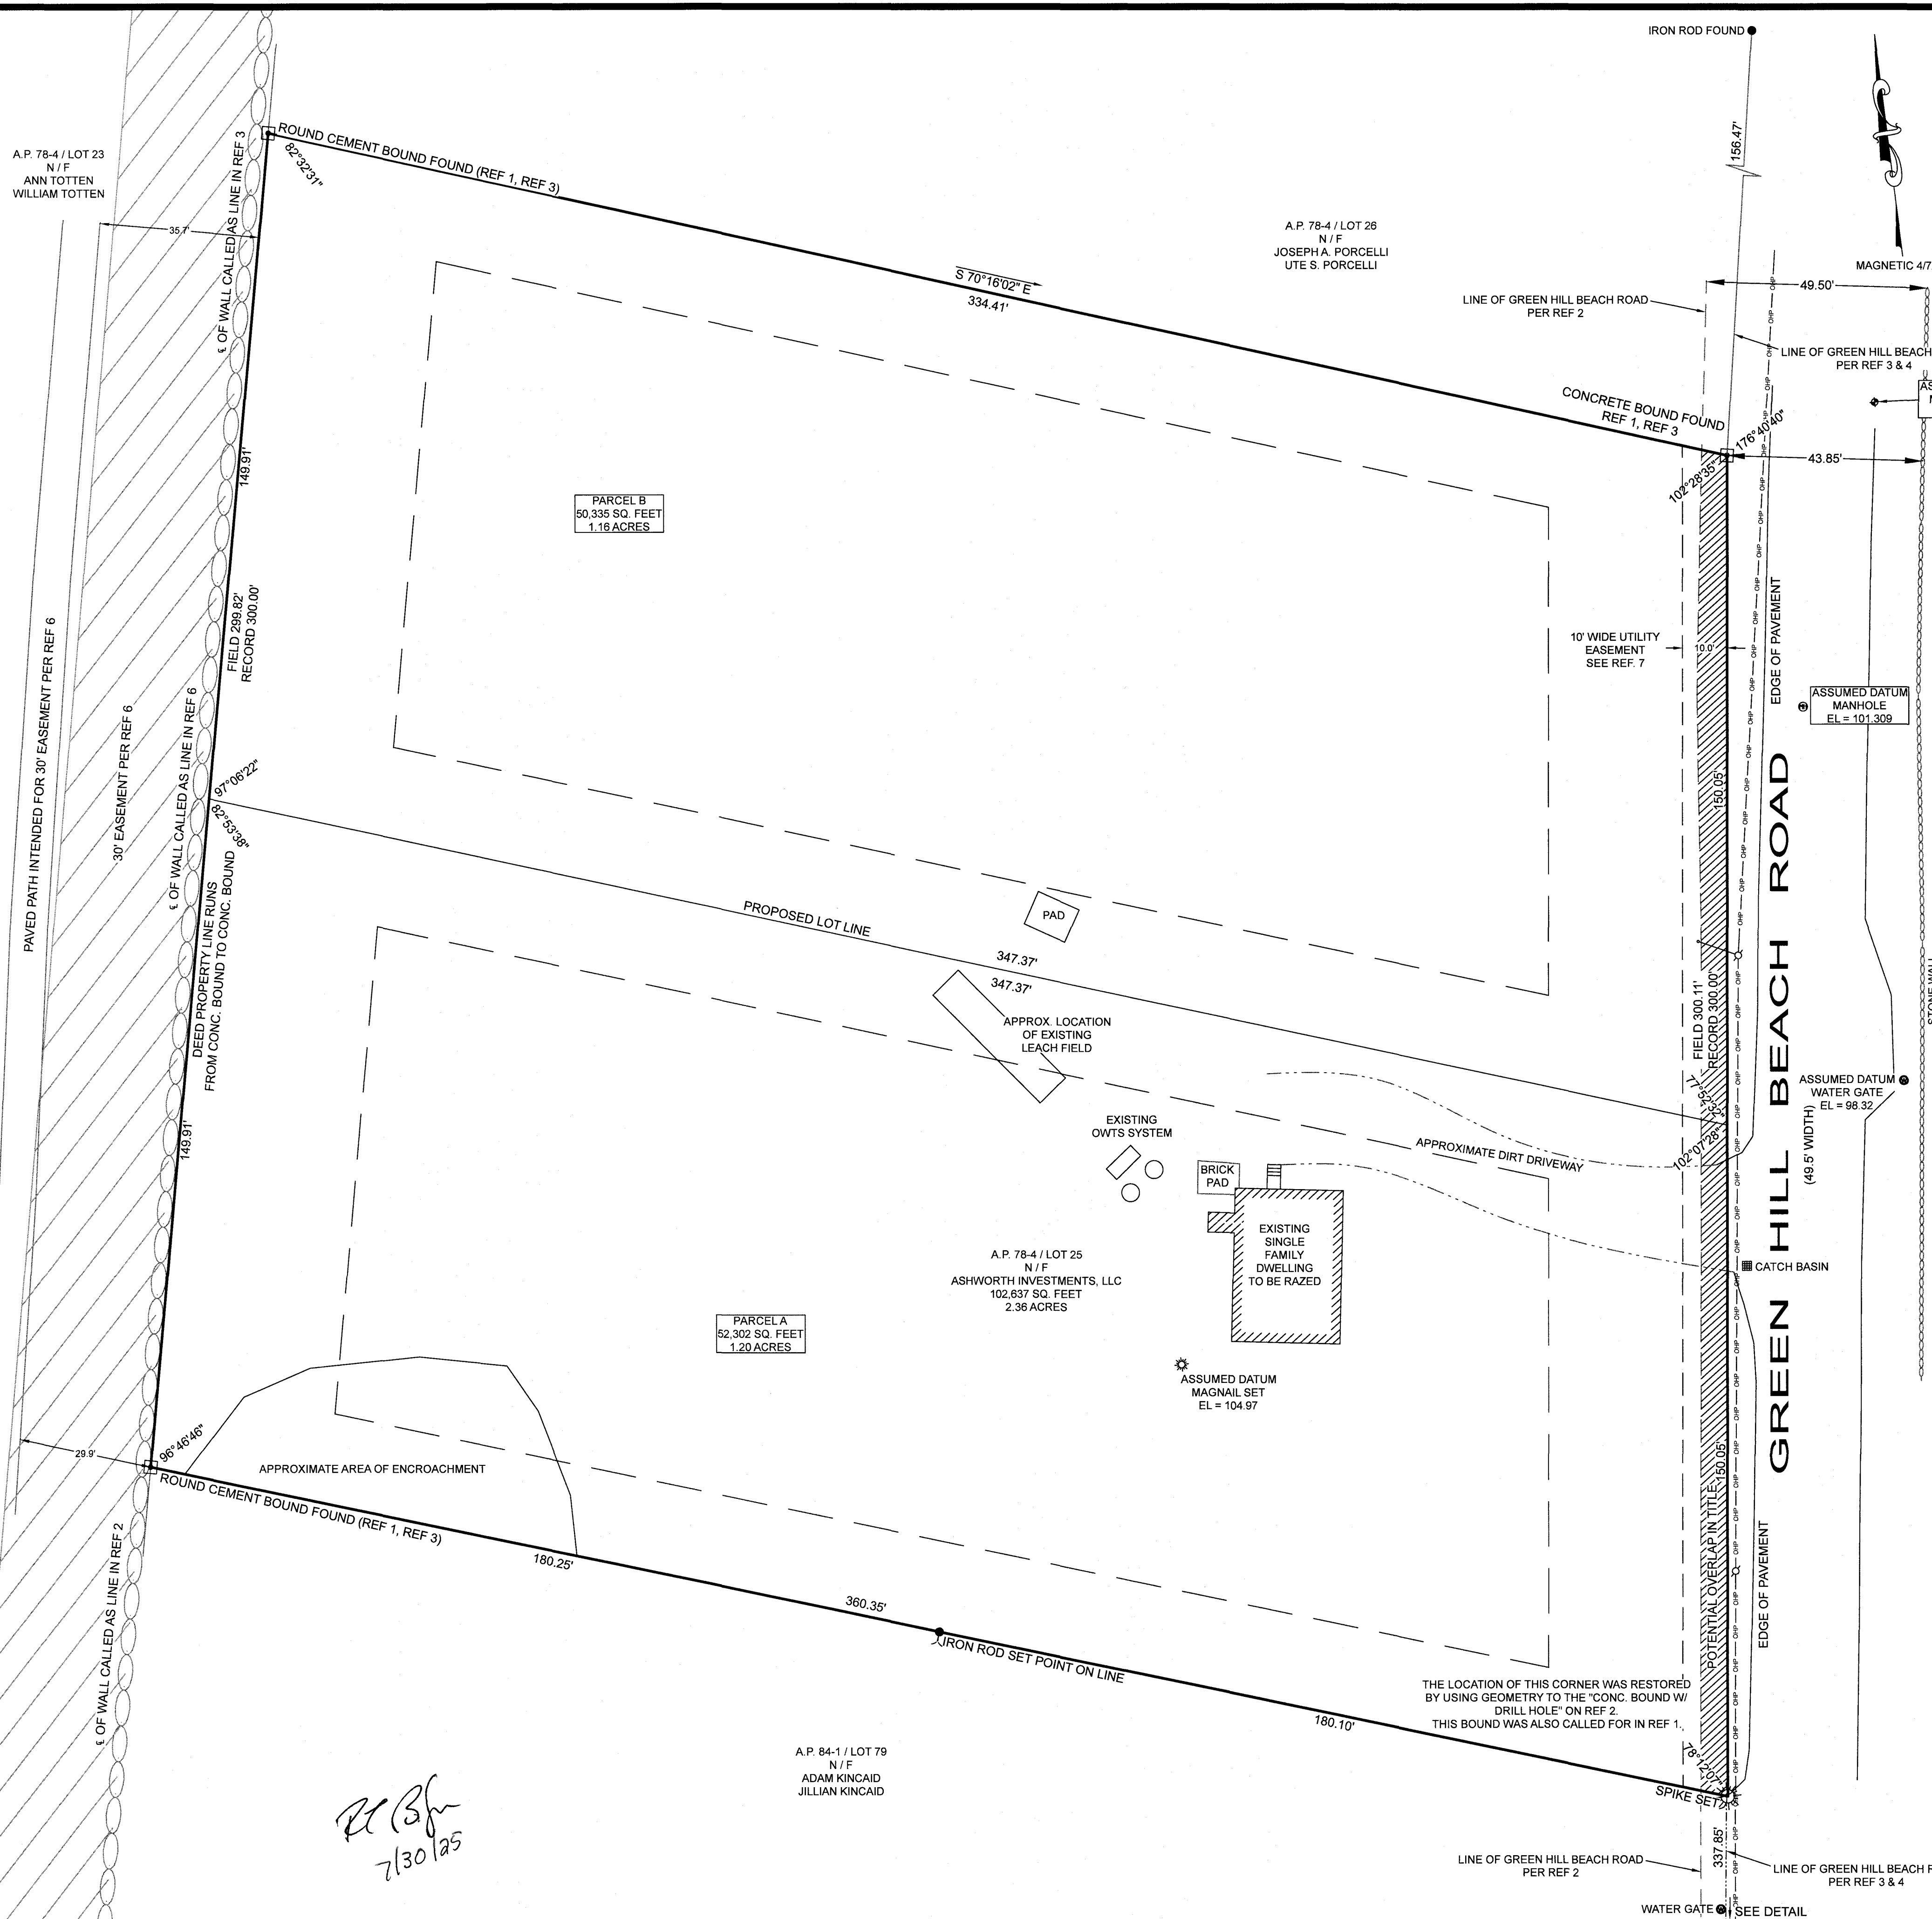 IRON ROD FOUND
156.47'
A.P. 78-4 / LOT 23
N / F
ANN TOTTEN
WILLIAM TOTTEN
35.7'
℄ OF WALL CALLED AS LINE IN REF 3
ROUND CEMENT BOUND FOUND (REF 1, REF 3)
82°32'31"
S 70°16'02" E
334.41'
A.P. 78-4 / LOT 26
N / F
JOSEPH A. PORCELLI
UTE S. PORCELLI
MAGNETIC 4/7
49.50'
LINE OF GREEN HILL BEACH ROAD
PER REF 2
LINE OF GREEN HILL BEACH
PER REF 3 & 4
CONCRETE BOUND FOUND
REF 1, REF 3
176°40'40"
43.85'
102°28'35"
149.91'
PARCEL B
50,335 SQ. FEET
1.16 ACRES
FIELD 299.82'
RECORD 300.00'
PAVED PATH INTENDED FOR 30' EASEMENT PER REF 6
30' EASEMENT PER REF 6
℄ OF WALL CALLED AS LINE IN REF 6
10' WIDE UTILITY
EASEMENT
SEE REF. 7
10.0'
EDGE OF PAVEMENT
ASSUMED DATUM
MANHOLE
EL = 101.309
150.05'
97°06'22"
82°53'38"
DEED PROPERTY LINE RUNS
FROM CONC. BOUND TO CONC. BOUND
PROPOSED LOT LINE
PAD
347.37'
347.37'
APPROX. LOCATION
OF EXISTING
LEACH FIELD
FIELD 300.11'
RECORD 300.00'
GREEN HILL BEACH ROAD
(49.5' WIDTH)
STONE WALL
ASSUMED DATUM
WATER GATE
EL = 98.32
77°52'32"
102°07'28"
149.91'
EXISTING
OWTS SYSTEM
BRICK
PAD
APPROXIMATE DIRT DRIVEWAY
EXISTING
SINGLE
FAMILY
DWELLING
TO BE RAZED
A.P. 78-4 / LOT 25
N / F
ASHWORTH INVESTMENTS, LLC
102,637 SQ. FEET
2.36 ACRES
CATCH BASIN
PARCEL A
52,302 SQ. FEET
1.20 ACRES
ASSUMED DATUM
MAGNAIL SET
EL = 104.97
29.9'
96°46'46"
APPROXIMATE AREA OF ENCROACHMENT
ROUND CEMENT BOUND FOUND (REF 1, REF 3)
180.25'
360.35'
IRON ROD SET POINT ON LINE
℄ OF WALL CALLED AS LINE IN REF 2
150.05'
POTENTIAL OVERLAP IN TITLE
EDGE OF PAVEMENT
THE LOCATION OF THIS CORNER WAS RESTORED
BY USING GEOMETRY TO THE "CONC. BOUND W/
DRILL HOLE" ON REF 2.
THIS BOUND WAS ALSO CALLED FOR IN REF 1.
180.10'
78°12'07"
SPIKE SET
A.P. 84-1 / LOT 79
N / F
ADAM KINCAID
JILLIAN KINCAID
7/30/25
337.85'
LINE OF GREEN HILL BEACH ROAD
PER REF 2
LINE OF GREEN HILL BEACH
PER REF 3 & 4
WATER GATE
SEE DETAIL